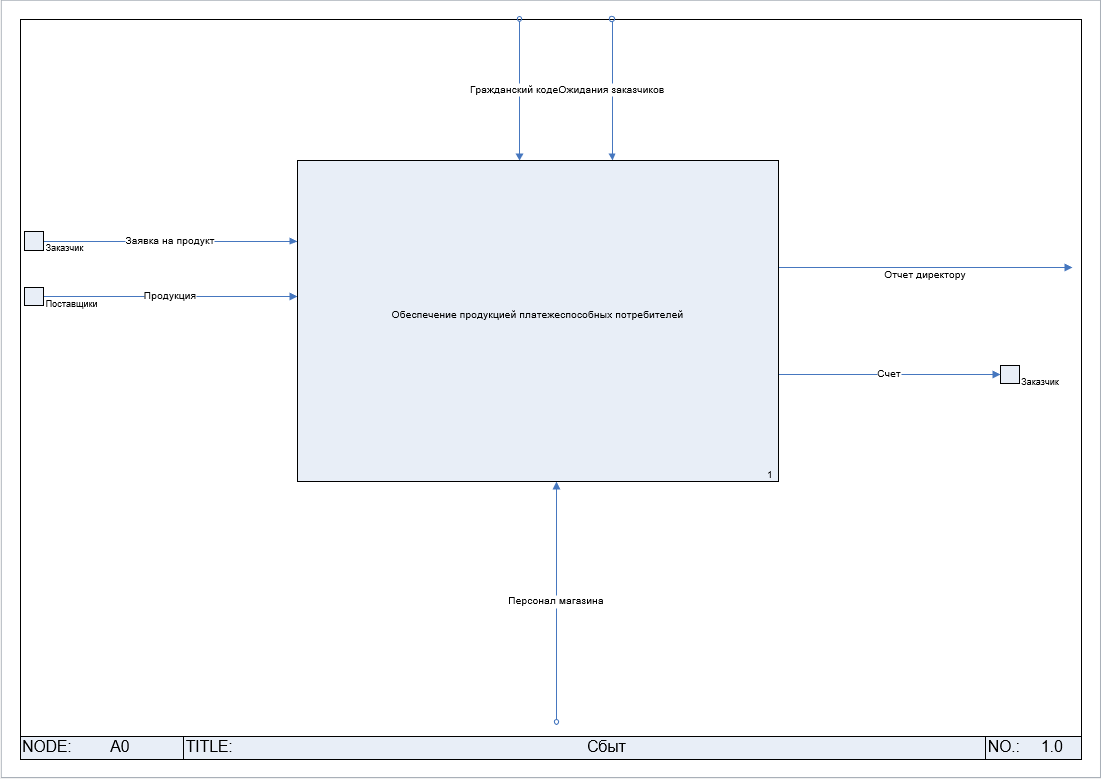 Гражданский кодеОжидания заказчиков
Заявка на продукт
Заказчик
Продукция
Поставщики
Отчет директору
Обеспечение продукцией платежеспособных потребителей
Счет
Заказчик
1
Персонал магазина
NODE: A0 TITLE: Сбыт NO.: 1.0